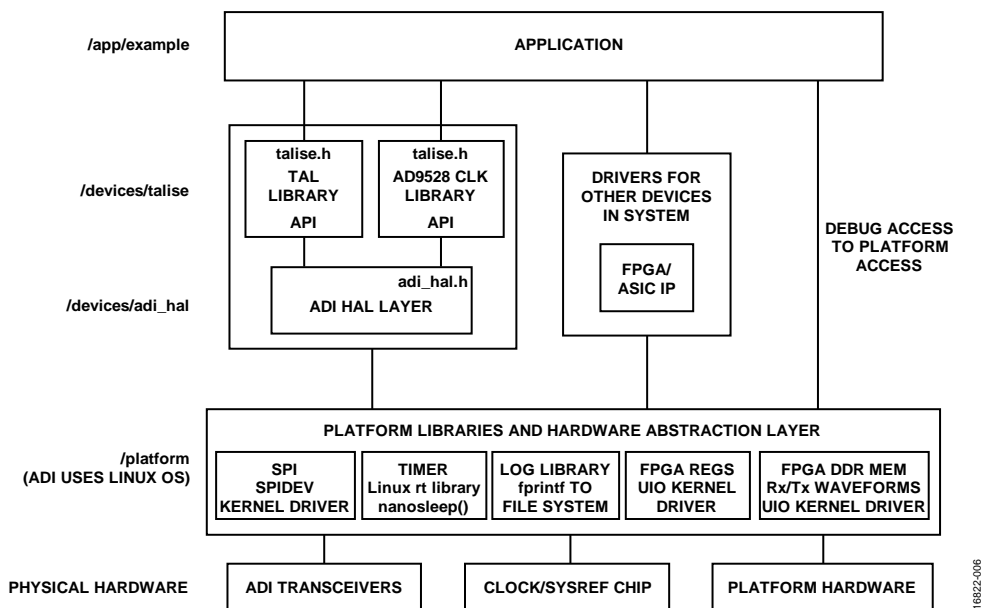 /app/example
APPLICATION
/devices/talise
talise.h
TAL
LIBRARY
API
talise.h
AD9528 CLK
LIBRARY
API
DRIVERS FOR
OTHER DEVICES
IN SYSTEM
FPGA/
ASIC IP
DEBUG ACCESS
TO PLATFORM
ACCESS
/devices/adi_hal
adi_hal.h
ADI HAL LAYER
/platform
(ADI USES LINUX OS)
PLATFORM LIBRARIES AND HARDWARE ABSTRACTION LAYER
SPI
SPIDEV
KERNEL DRIVER
TIMER
Linux rt library
nanosleep()
LOG LIBRARY
fprintf TO
FILE SYSTEM
FPGA REGS
UIO KERNEL
DRIVER
FPGA DDR MEM
Rx/Tx WAVEFORMS
UIO KERNEL DRIVER
PHYSICAL HARDWARE
ADI TRANSCEIVERS
CLOCK/SYSREF CHIP
PLATFORM HARDWARE
16822-006